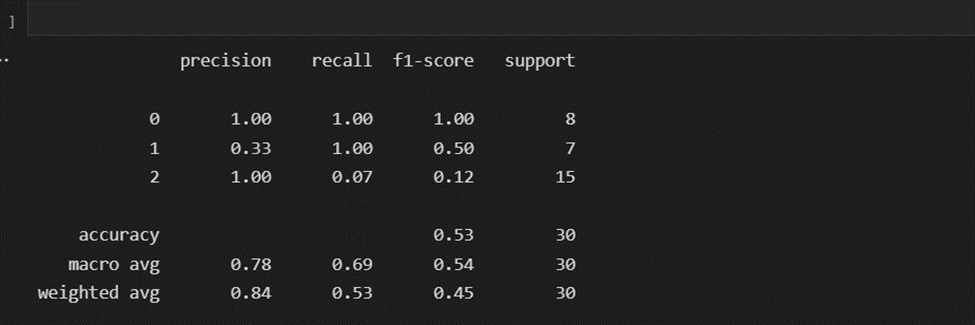 ]
..
precision recall f1-score support
0 1.00 1.00 1.00 8
1 0.33 1.00 0.50 7
2 1.00 0.07 0.12 15
accuracy 0.53 30
macro avg 0.78 0.69 0.54 30
weighted avg 0.84 0.53 0.45 30